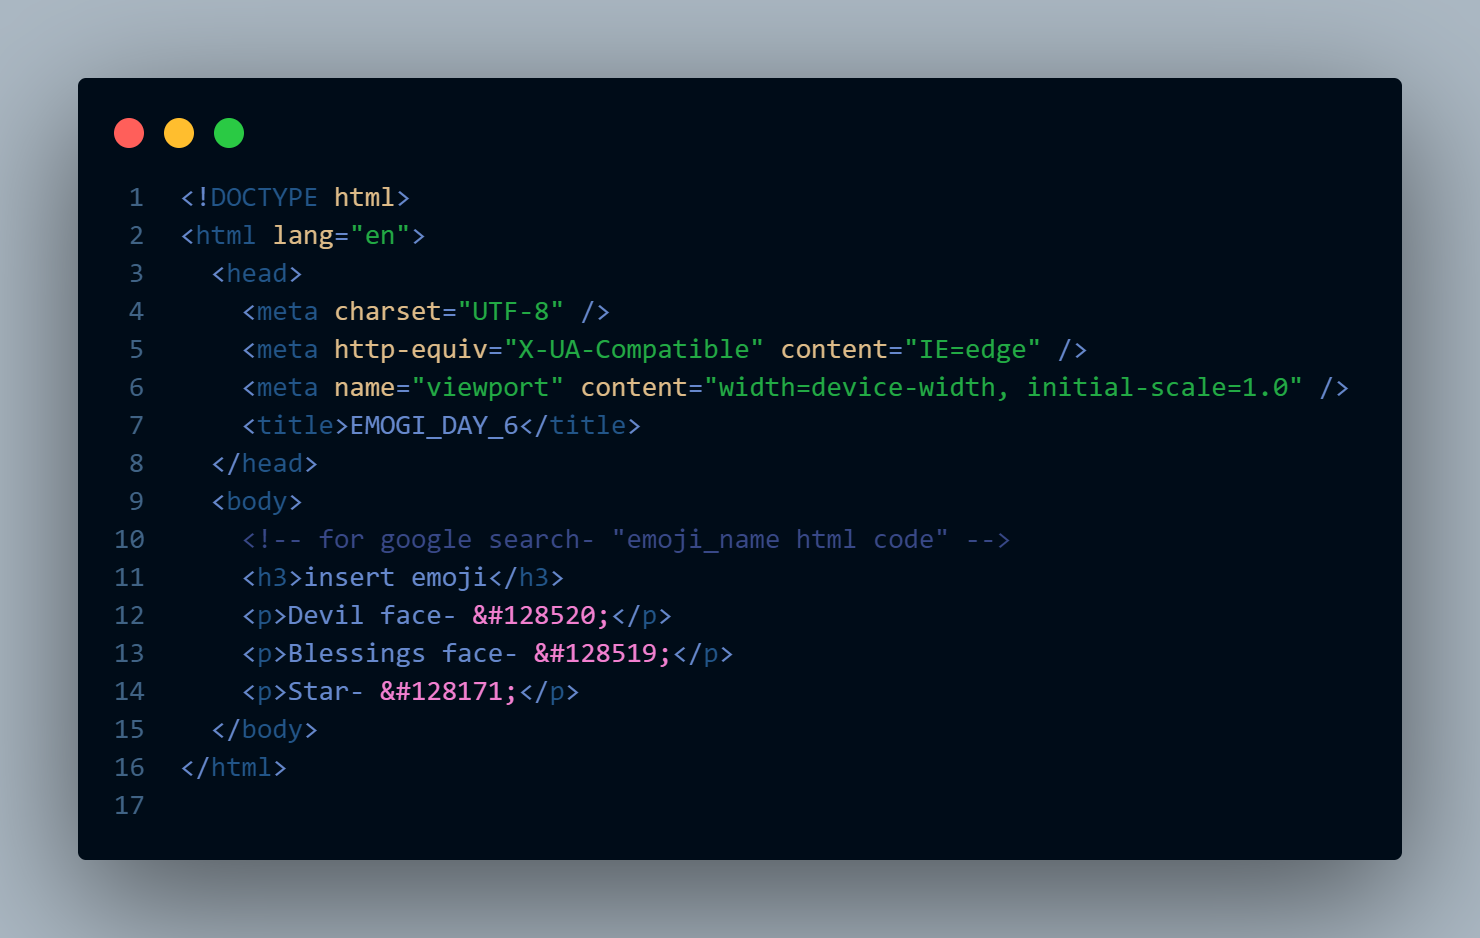 1 <!DOCTYPE html>
2 <html lang="en">
3   <head>
4     <meta charset="UTF-8" />
5     <meta http-equiv="X-UA-Compatible" content="IE=edge" />
6     <meta name="viewport" content="width=device-width, initial-scale=1.0" />
7     <title>EMOGI_DAY_6</title>
8   </head>
9   <body>
10     <!-- for google search- "emoji_name html code" -->
11     <h3>insert emoji</h3>
12     <p>Devil face- &#128520;</p>
13     <p>Blessings face- &#128519;</p>
14     <p>Star- &#128171;</p>
15   </body>
16 </html>
17